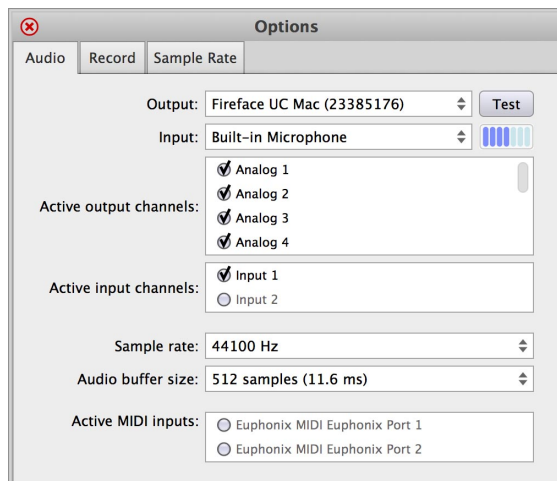 Options
Audio Record Sample Rate
Output: Fireface UC Mac (23385176) Test
Input: Built-in Microphone
Active output channels:
Analog 1
Analog 2
Analog 3
Analog 4
Active input channels:
Input 1
Input 2
Sample rate: 44100 Hz
Audio buffer size: 512 samples (11.6 ms)
Active MIDI inputs:
Euphonix MIDI Euphonix Port 1
Euphonix MIDI Euphonix Port 2